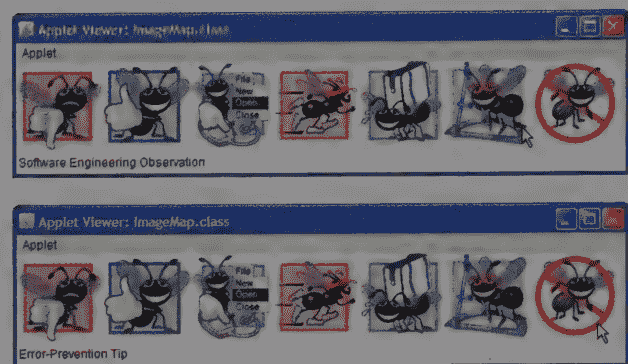 Applet Viewer: ImageMap.class
Applet
File
New
Open
Close
Software Engineering Observation
Applet Viewer: ImageMap.class
Applet
File
New
Open
Close
Error-Prevention Tip